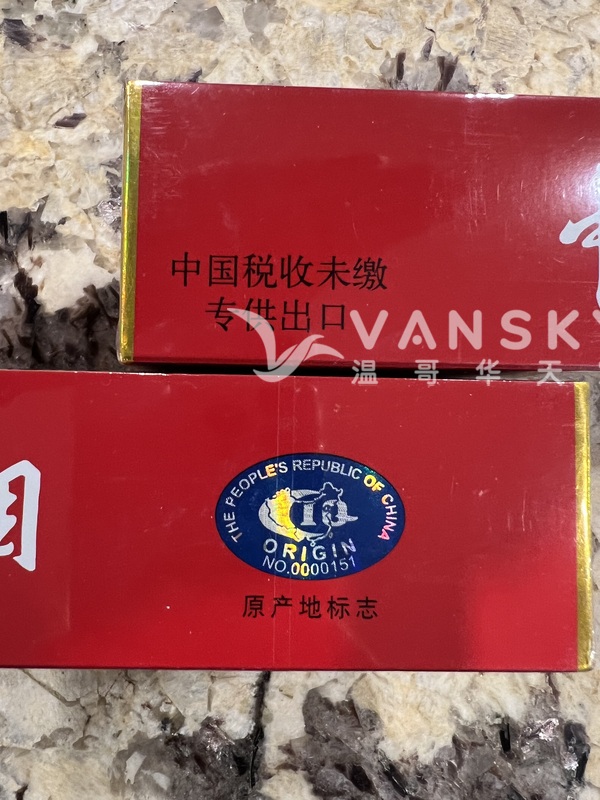 中国税收未缴
专供出口
VANSKY
温哥华天
THE PEOPLE'S REPUBLIC OF CHINA
CIQ
ORIGIN
NO.0000151
原产地标志